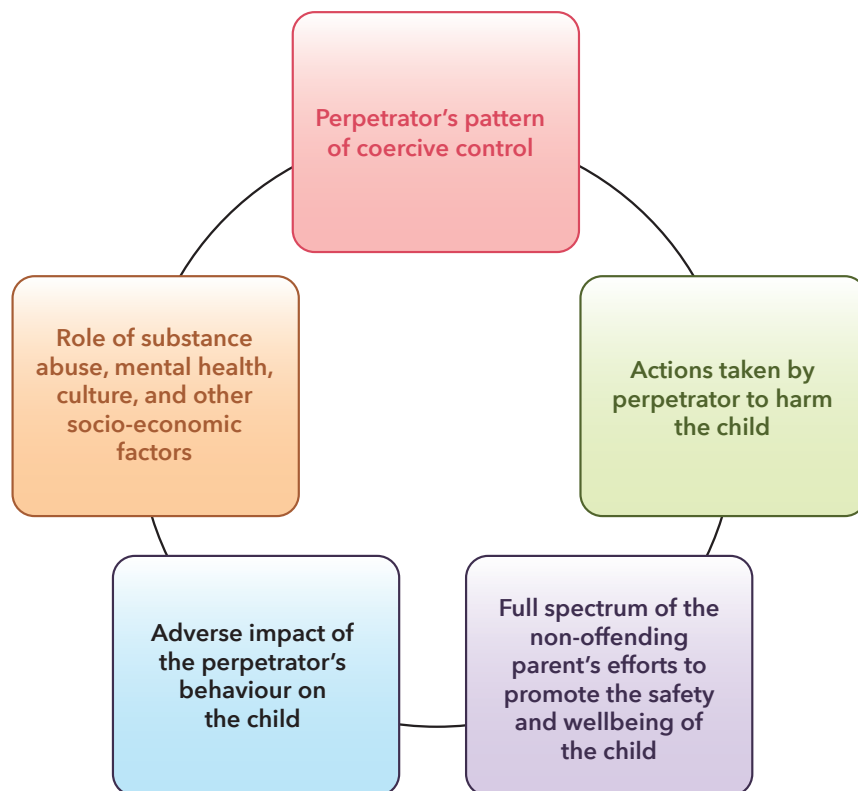 Perpetrator’s pattern
of coercive control
Actions taken by
perpetrator to harm
the child
Full spectrum of the
non-offending
parent’s efforts to
promote the safety
and wellbeing of
the child
Adverse impact of
the perpetrator’s
behaviour on
the child
Role of substance
abuse, mental health,
culture, and other
socio-economic
factors